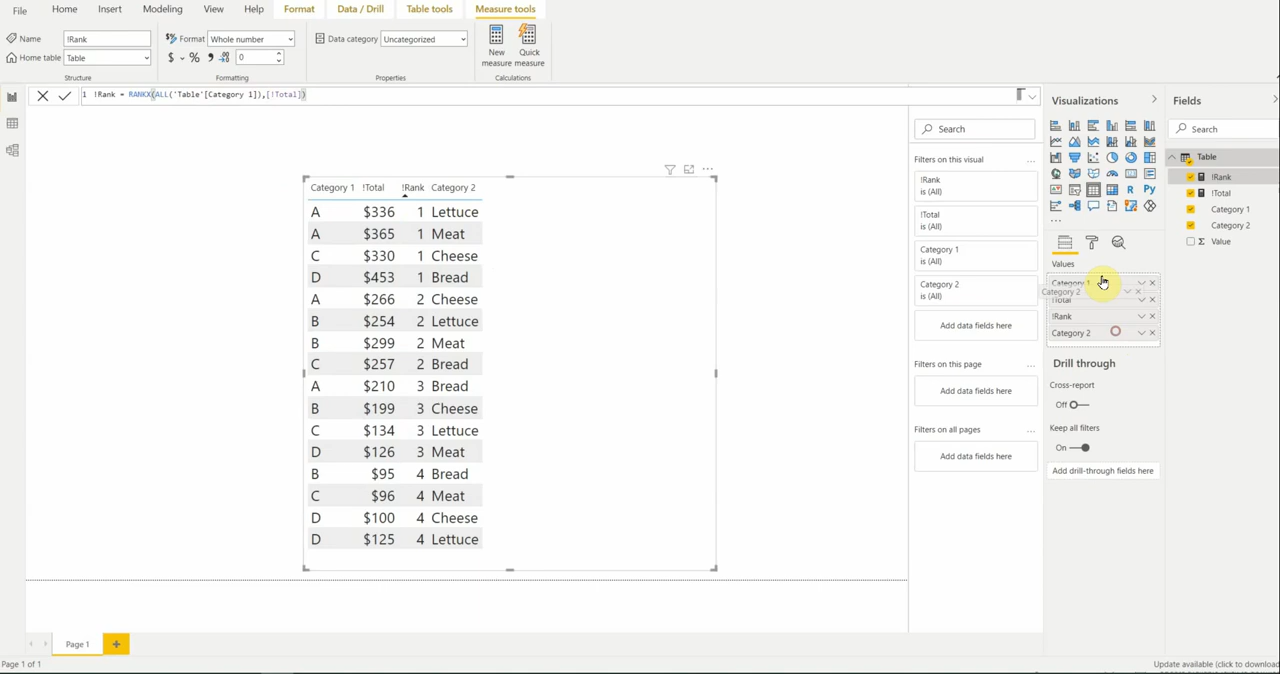 File Home Insert Modeling View Help Format Data / Drill Table tools Measure tools
Name !Rank Format Whole number Data category Uncategorized
Home table Table $ % 9 0 New measure Quick measure
Structure Formatting Properties Calculations
1 !Rank = RANKX(ALL('Table'[Category 1]),[!Total])
Category 1 !Total !Rank Category 2
A $336 1 Lettuce
A $365 1 Meat
C $330 1 Cheese
D $453 1 Bread
A $266 2 Cheese
B $254 2 Lettuce
B $299 2 Meat
C $257 2 Bread
A $210 3 Bread
B $199 3 Cheese
C $134 3 Lettuce
D $126 3 Meat
B $95 4 Bread
C $96 4 Meat
D $100 4 Cheese
D $125 4 Lettuce
Search
Filters on this visual ...
!Rank
is (All)
!Total
is (All)
Category 1
is (All)
Category 2
is (All)
Add data fields here
Filters on this page ...
Add data fields here
Filters on all pages ...
Add data fields here
Visualizations
R Py
...
Values
Category 1
Category 2
!Total
!Rank
Category 2
Drill through
Cross-report
Off
Keep all filters
On
Add drill-through fields here
Fields
Search
Table
!Rank
!Total
Category 1
Category 2
Σ Value
Page 1 +
Page 1 of 1
Update available (click to download